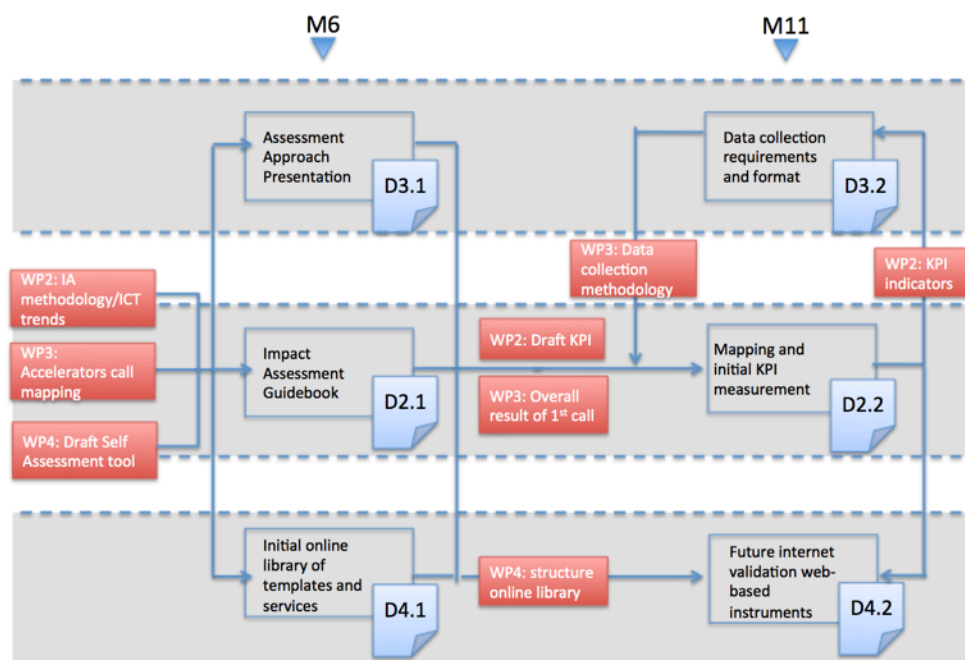 M6
M11
Assessment
Approach
Presentation
D3.1
Data collection
requirements
and format
D3.2
WP2: IA
methodology/ICT
trends
WP3: Data
collection
methodology
WP2: KPI
indicators
WP3:
Accelerators call
mapping
Impact
Assessment
Guidebook
D2.1
WP2: Draft KPI
WP3: Overall
result of 1st call
Mapping and
initial KPI
measurement
D2.2
WP4: Draft Self
Assessment tool
Initial online
library of
templates and
services
D4.1
WP4: structure
online library
Future internet
validation web-
based
instruments
D4.2